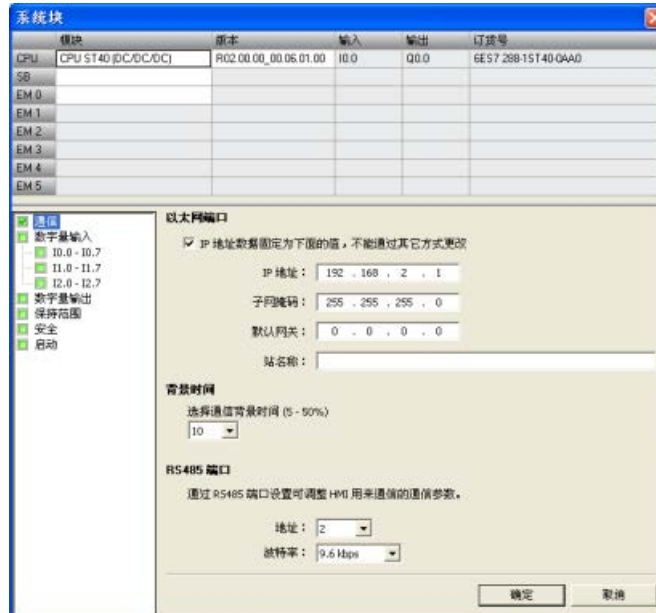 系统块
模块 版本 输入 输出 订货号
CPU CPU ST40 (DC/DC/DC) R02.00.00_00.06.01.00 I0.0 Q0.0 6ES7 288-1ST40-0AA0
SB
EM 0
EM 1
EM 2
EM 3
EM 4
EM 5
通信
数字量输入
I0.0 - I0.7
I1.0 - I1.7
I2.0 - I2.7
数字量输出
保持范围
安全
启动
以太网端口
IP 地址数据固定为下面的值,不能通过其它方式更改
IP 地址: 192 . 168 . 2 . 1
子网掩码: 255 . 255 . 255 . 0
默认网关: 0 . 0 . 0 . 0
站名称:
背景时间
选择通信背景时间 (5 - 50%)
10
RS485 端口
通过 RS485 端口设置可调整 HMI 用来通信的通信参数。
地址: 2
波特率: 9.6 kbps
确定 取消